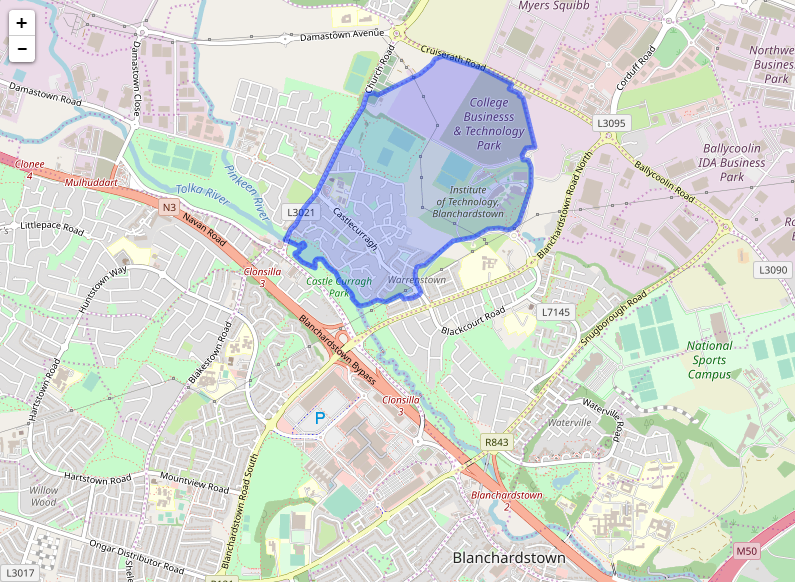 +
−
Myers Squibb
Damastown Avenue
Cruiserath Road
Church Road
Corduff Road
Northwe
Business
Park
Damastown Close
Damastown Road
College
Businesss
& Technology
Park
L3095
Ballycoolin
IDA Business
Park
Ballycoolin Road
Clonee
4
Mulhuddart
Tolka River
Pinkeen River
Institute
of Technology,
Blanchardstown
Blanchardstown Road North
N3
L3021
Castlecurragh
Navan Road
Littlepace Road
L3090
Clonsilla
3
Castle Curragh
Park
Warrenstown
Huntstown Way
Blackcourt Road
L7145
Snugborough Road
Blanchardstown Bypass
Blakestown Road
National
Sports
Campus
Hartstown Road
Clonsilla
3
P
Waterville
Waterville Road
R843
Hartstown Road
Mountview Road
Willow
Wood
Blanchardstown Road South
Blanchardstown
2
Ongar Distributor Road
Blanchardstown
M50
L3017